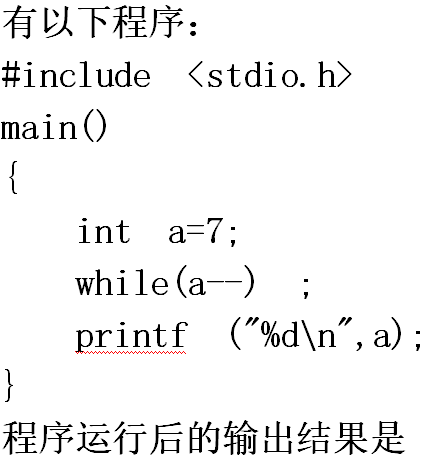 有以下程序：
#include <stdio.h>
main()
{
int a=7;
while(a--) ;
printf ("%d\n",a);
}
程序运行后的输出结果是